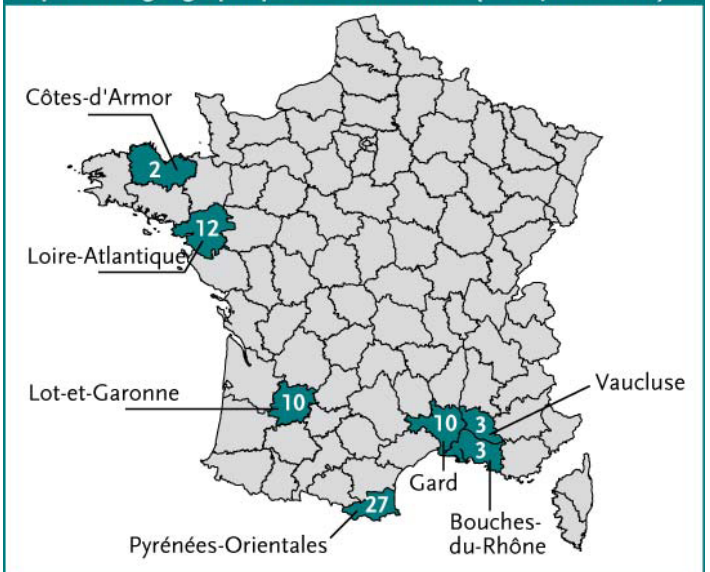 Côtes-d'Armor
2
12
Loire-Atlantique
Lot-et-Garonne
10
Vaucluse
10
3
3
Gard
27
Bouches-
du-Rhône
Pyrénées-Orientales